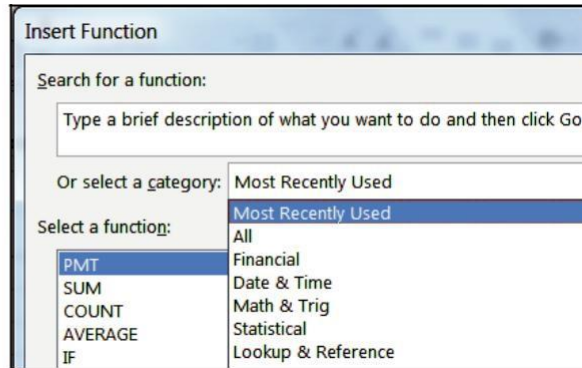 Insert Function
Search for a function:
Type a brief description of what you want to do and then click Go
Or select a category: Most Recently Used
Most Recently Used
Select a function:
All
Financial
PMT
Date & Time
SUM
Math & Trig
COUNT
Statistical
AVERAGE
Lookup & Reference
IF